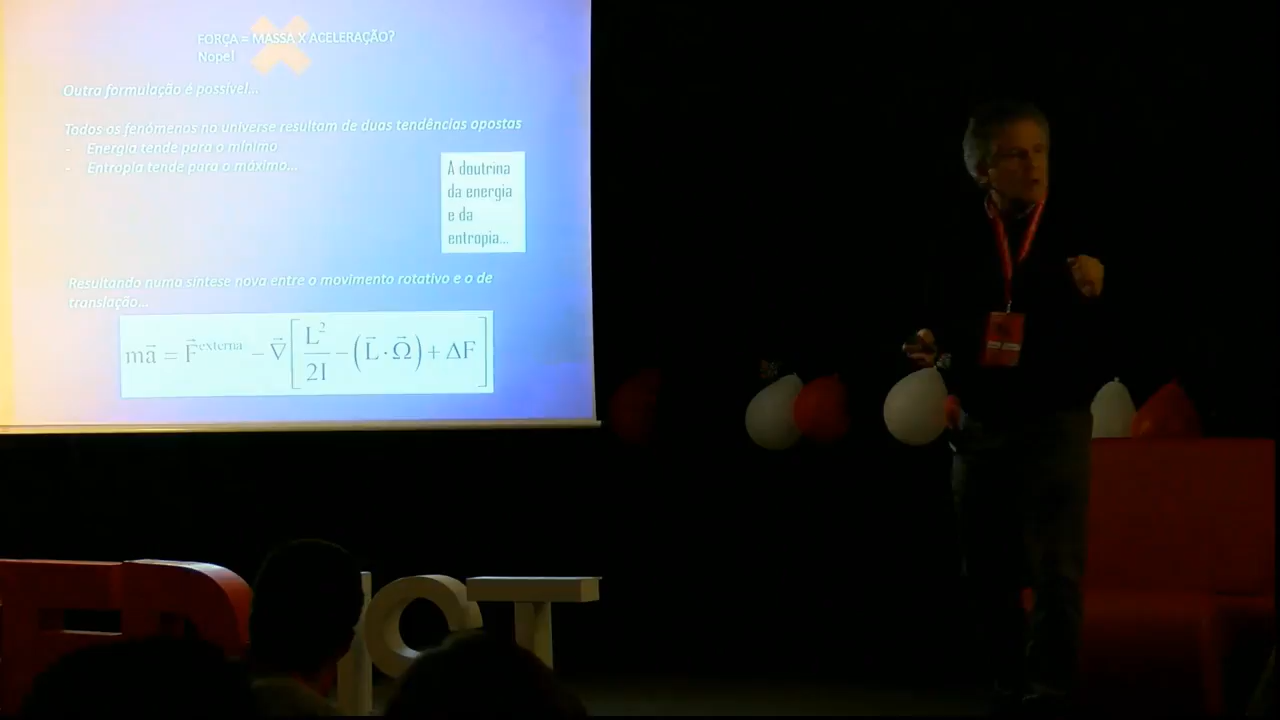 FORÇA = MASSA X ACELERAÇÃO?
Nope!
Outra formulação é possível...
Todos os fenómenos no universe resultam de duas tendências opostas
- Energia tende para o mínimo
- Entropia tende para o máximo...
A doutrina
da energia
e da
entropia...
Resultando numa síntese nova entre o movimento rotativo e o de
translação...
ma⃗ = F⃗^externa − ∇⃗[L²/2I − (L⃗ · Ω⃗) + ΔF]